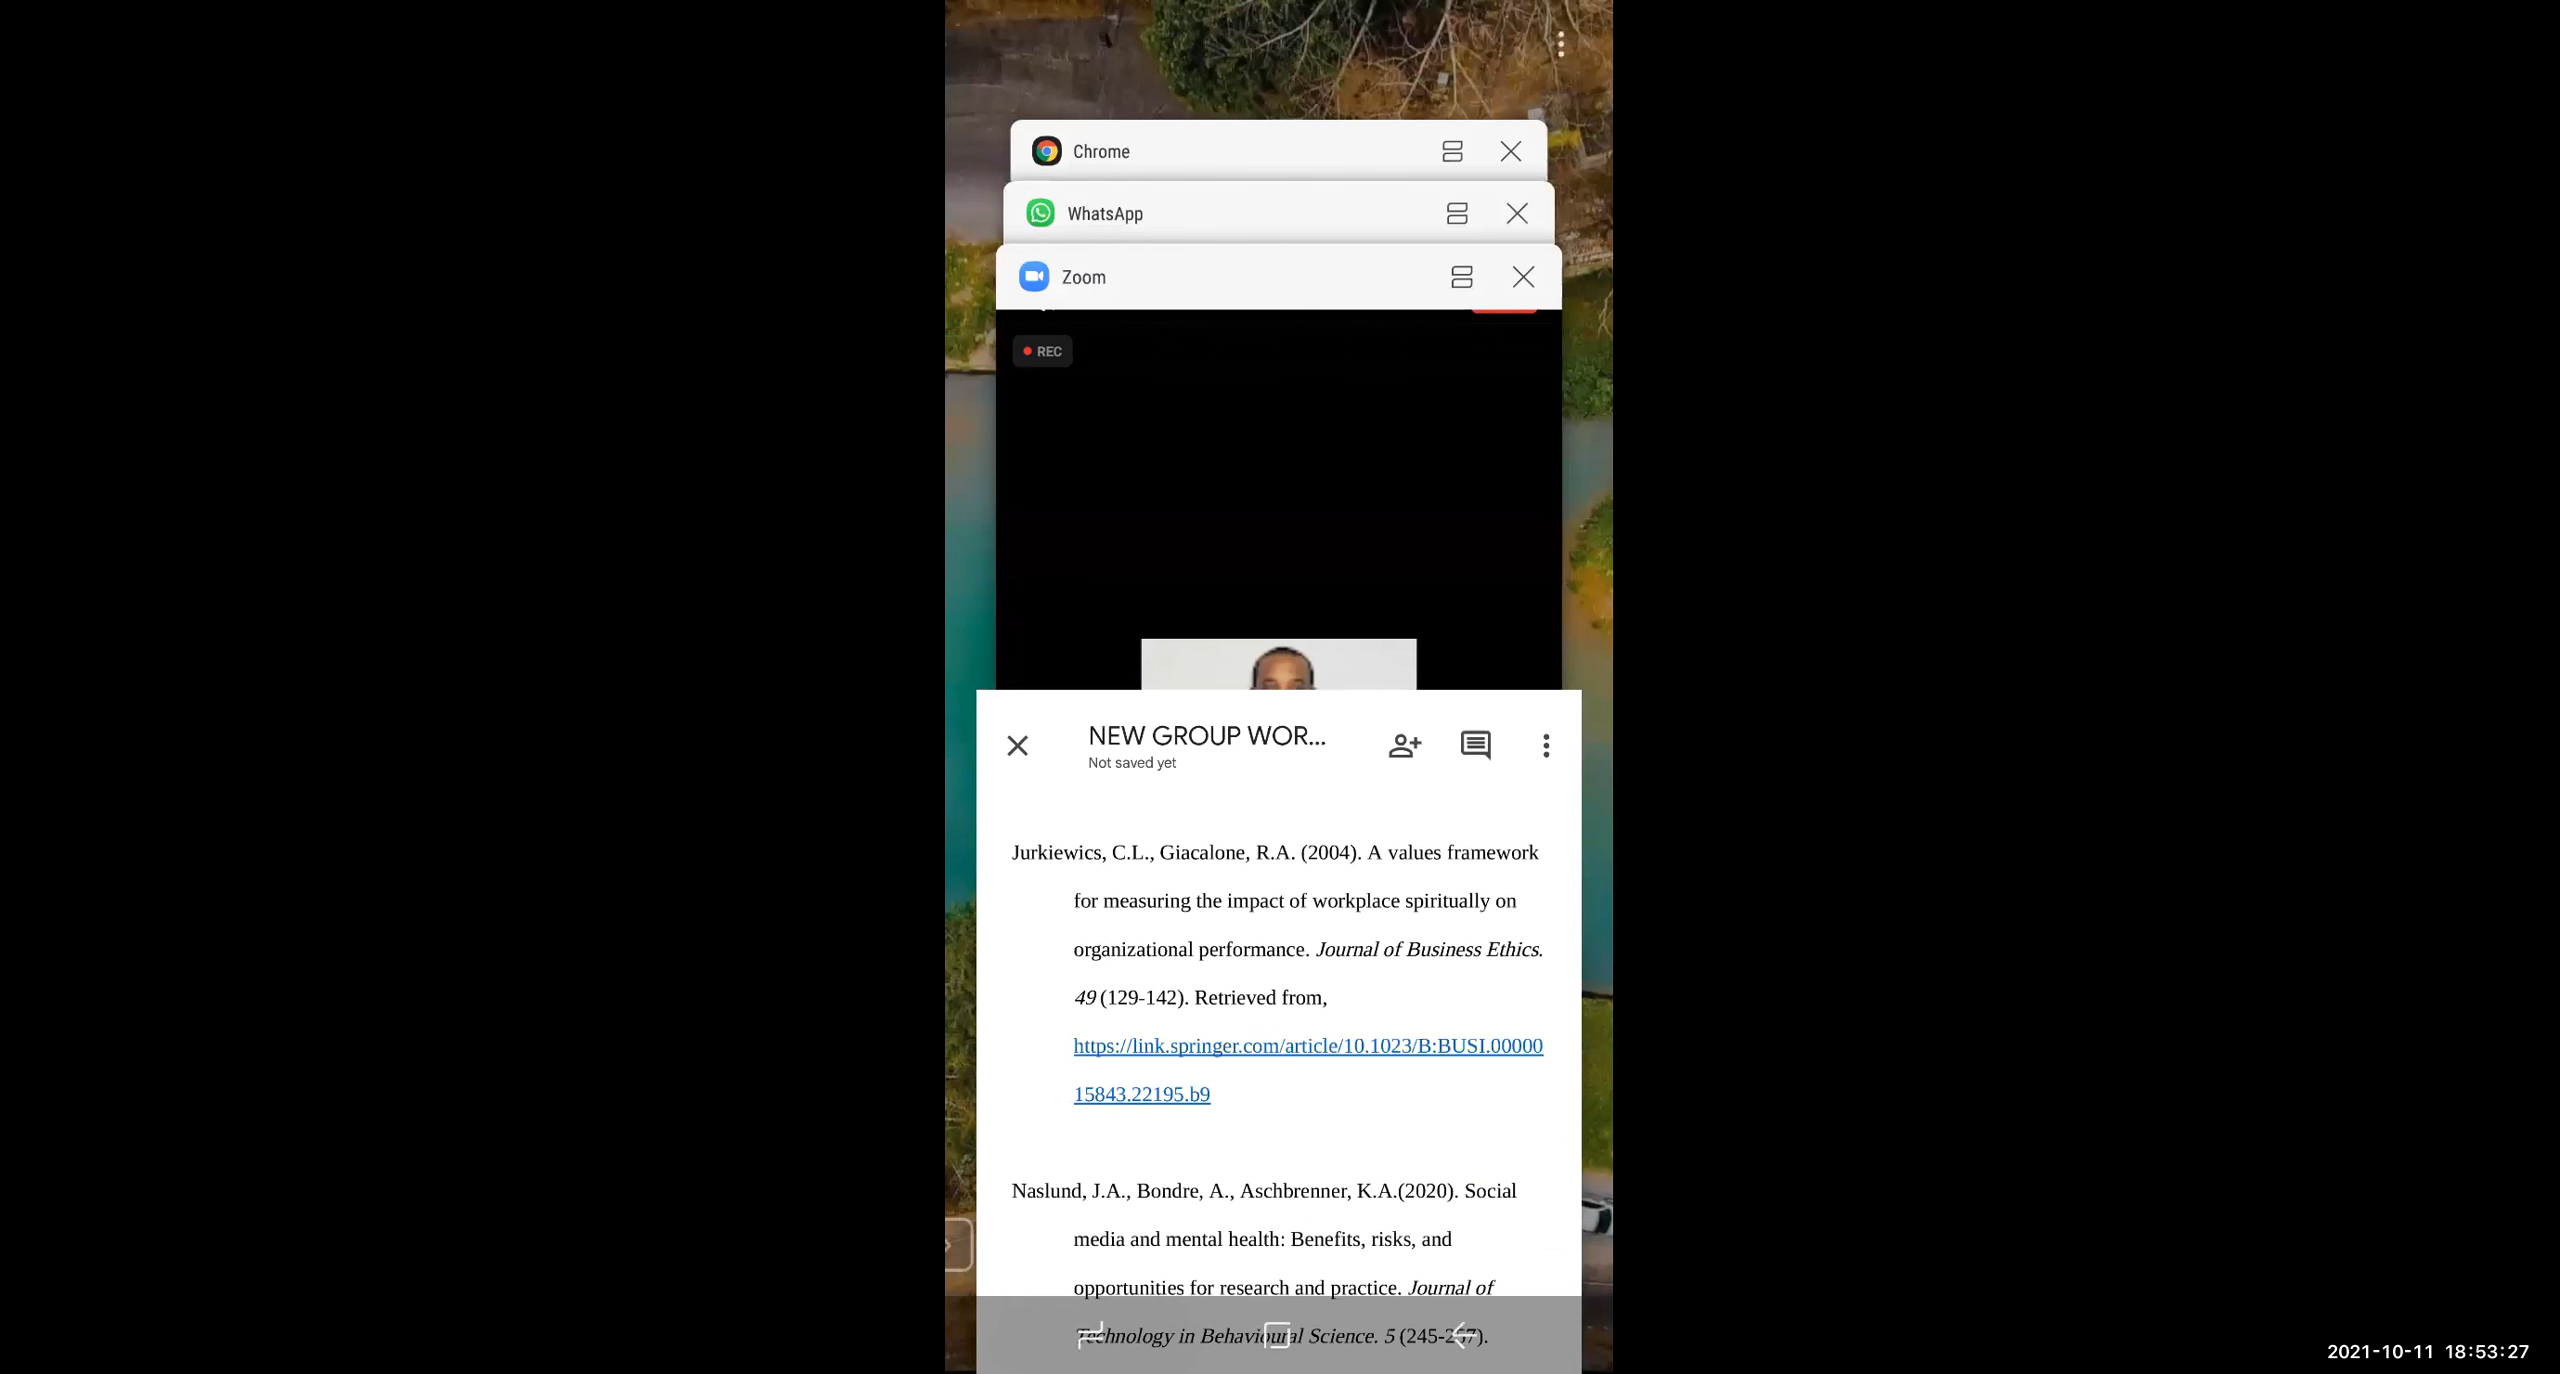 Chrome
WhatsApp
Zoom
REC
NEW GROUP WOR...
Not saved yet
Jurkiewics, C.L., Giacalone, R.A. (2004). A values framework
for measuring the impact of workplace spiritually on
organizational performance. Journal of Business Ethics.
49 (129-142). Retrieved from,
https://link.springer.com/article/10.1023/B:BUSI.00000
15843.22195.b9
Naslund, J.A., Bondre, A., Aschbrenner, K.A.(2020). Social
media and mental health: Benefits, risks, and
opportunities for research and practice. Journal of
Technology in Behavioural Science. 5
2021-10-11 18:53:27